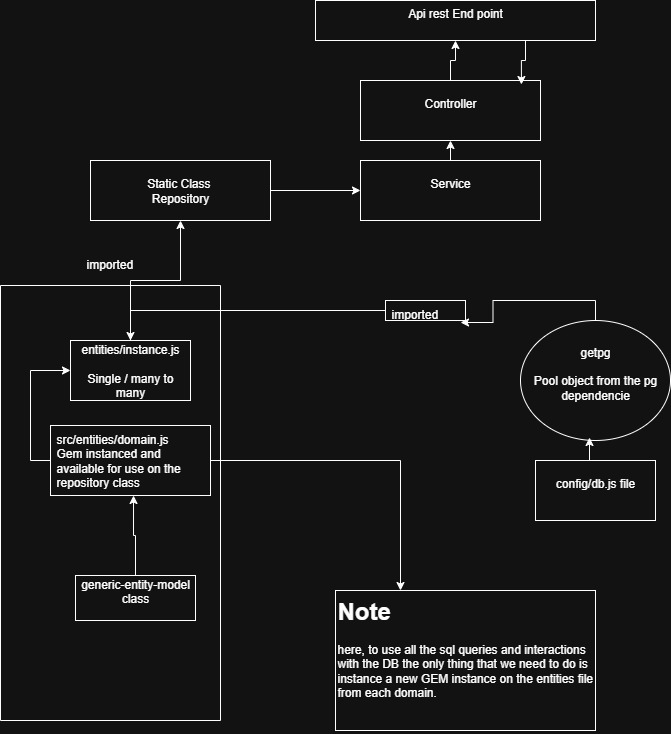 Api rest End point
Controller
Static Class
Repository
Service
imported
imported
entities/instance.js
Single / many to
many
getpg
Pool object from the pg
dependencie
src/entities/domain.js
Gem instanced and
available for use on the
repository class
config/db.js file
generic-entity-model
class
Note
here, to use all the sql queries and interactions
with the DB the only thing that we need to do is
instance a new GEM instance on the entities file
from each domain.